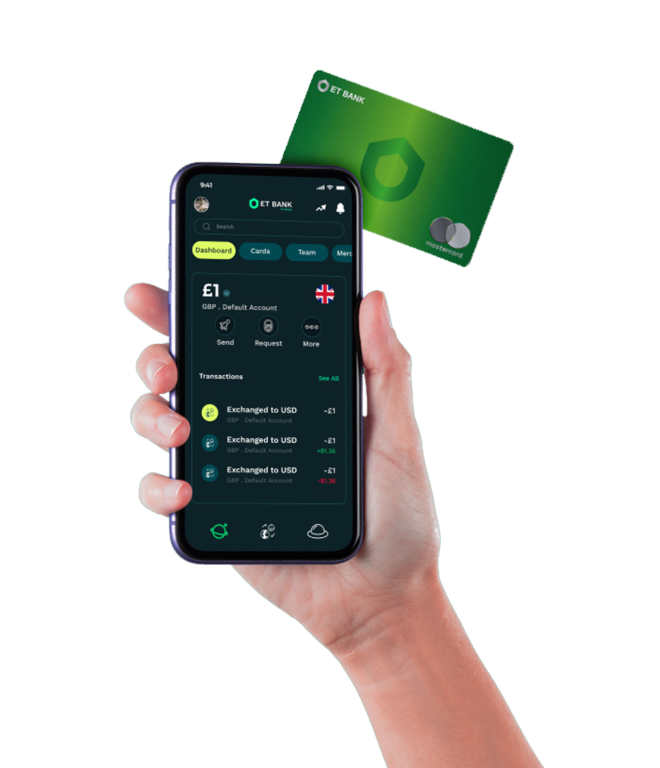 ET BANK
mastercard
9:41
ET BANK
Search
Dashboard Cards Team Merc
£1
GBP . Default Account
Send Request More
Transactions See All
Exchanged to USD -£1
GBP . Default Account
Exchanged to USD -£1
GBP . Default Account +$1.36
Exchanged to USD -£1
GBP . Default Account -$1.36